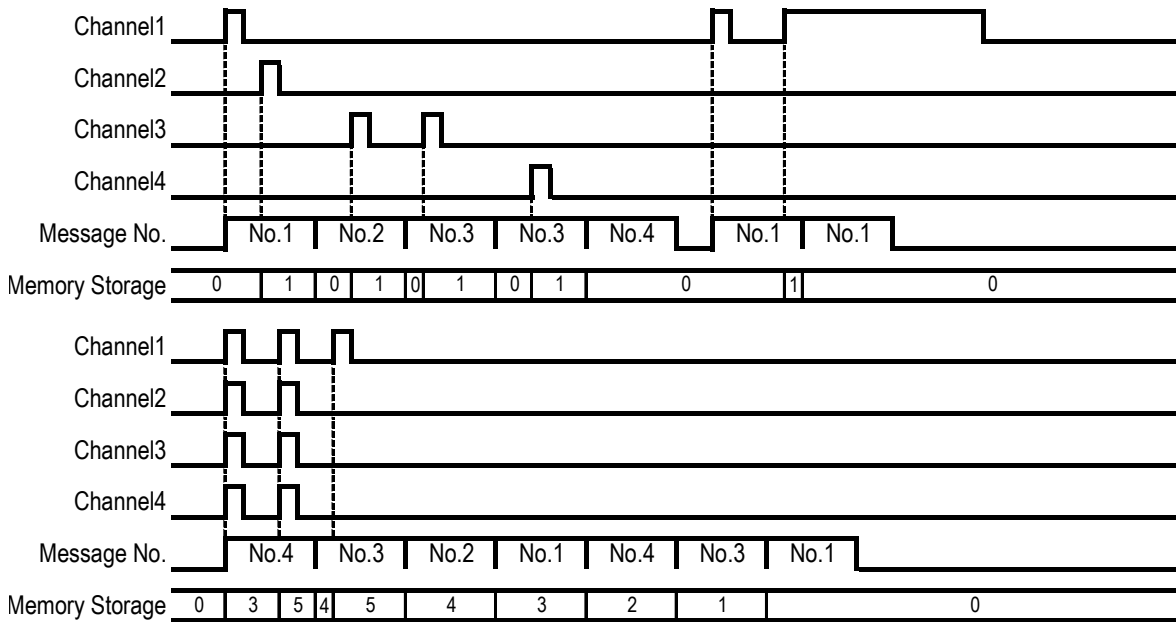 Channel1
Channel2
Channel3
Channel4
Message No. No.1 No.2 No.3 No.3 No.4 No.1 No.1
Memory Storage 0 1 0 1 0 1 0 1 0 1 0
Channel1
Channel2
Channel3
Channel4
Message No. No.4 No.3 No.2 No.1 No.4 No.3 No.1
Memory Storage 0 3 5 4 5 4 3 2 1 0